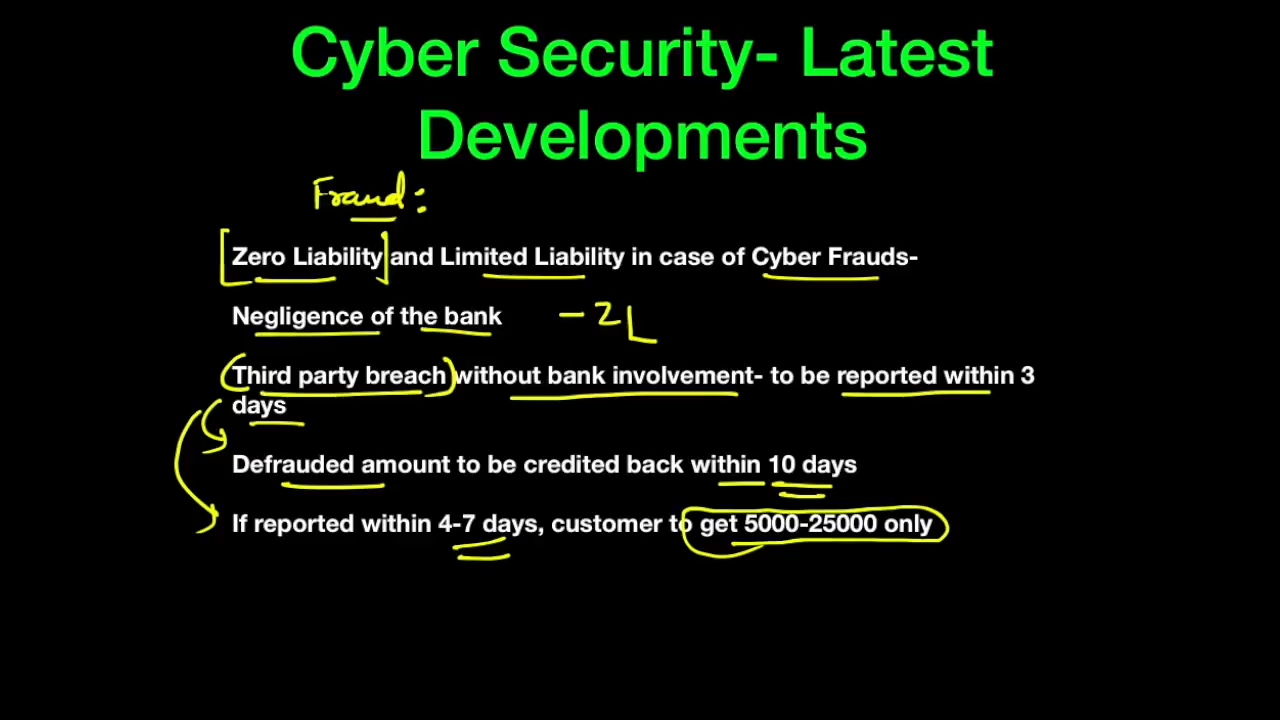 Cyber Security- Latest
Developments
Fraud:
Zero Liability and Limited Liability in case of Cyber Frauds-
Negligence of the bank - 2L
Third party breach without bank involvement- to be reported within 3
days
Defrauded amount to be credited back within 10 days
If reported within 4-7 days, customer to get 5000-25000 only